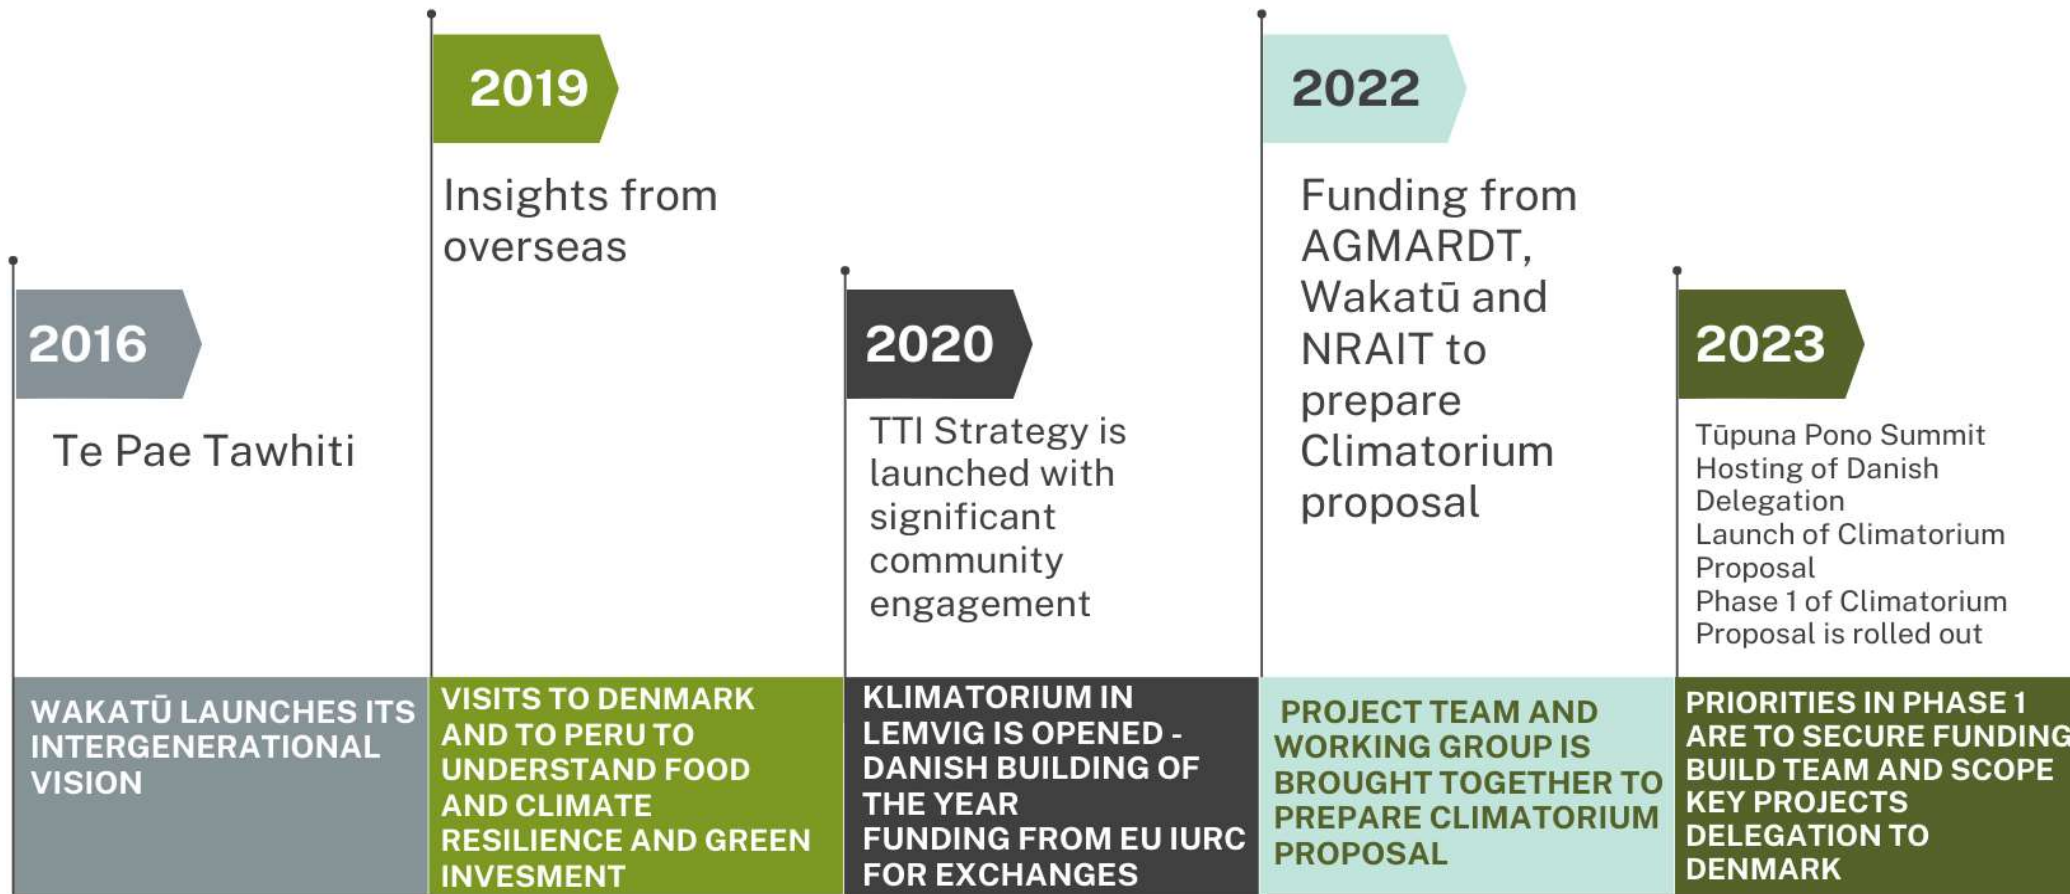 2016
Te Pae Tawhiti
WAKATŪ LAUNCHES ITS
INTERGENERATIONAL
VISION
2019
Insights from
overseas
VISITS TO DENMARK
AND TO PERU TO
UNDERSTAND FOOD
AND CLIMATE
RESILIENCE AND GREEN
INVESMENT
2020
TTI Strategy is
launched with
significant
community
engagement
KLIMATORIUM IN
LEMVIG IS OPENED -
DANISH BUILDING OF
THE YEAR
FUNDING FROM EU IURC
FOR EXCHANGES
2022
Funding from
AGMARDT,
Wakatū and
NRAIT to
prepare
Climatorium
proposal
PROJECT TEAM AND
WORKING GROUP IS
BROUGHT TOGETHER TO
PREPARE CLIMATORIUM
PROPOSAL
2023
Tūpuna Pono Summit
Hosting of Danish
Delegation
Launch of Climatorium
Proposal
Phase 1 of Climatorium
Proposal is rolled out
PRIORITIES IN PHASE 1
ARE TO SECURE FUNDING
BUILD TEAM AND SCOPE
KEY PROJECTS
DELEGATION TO
DENMARK